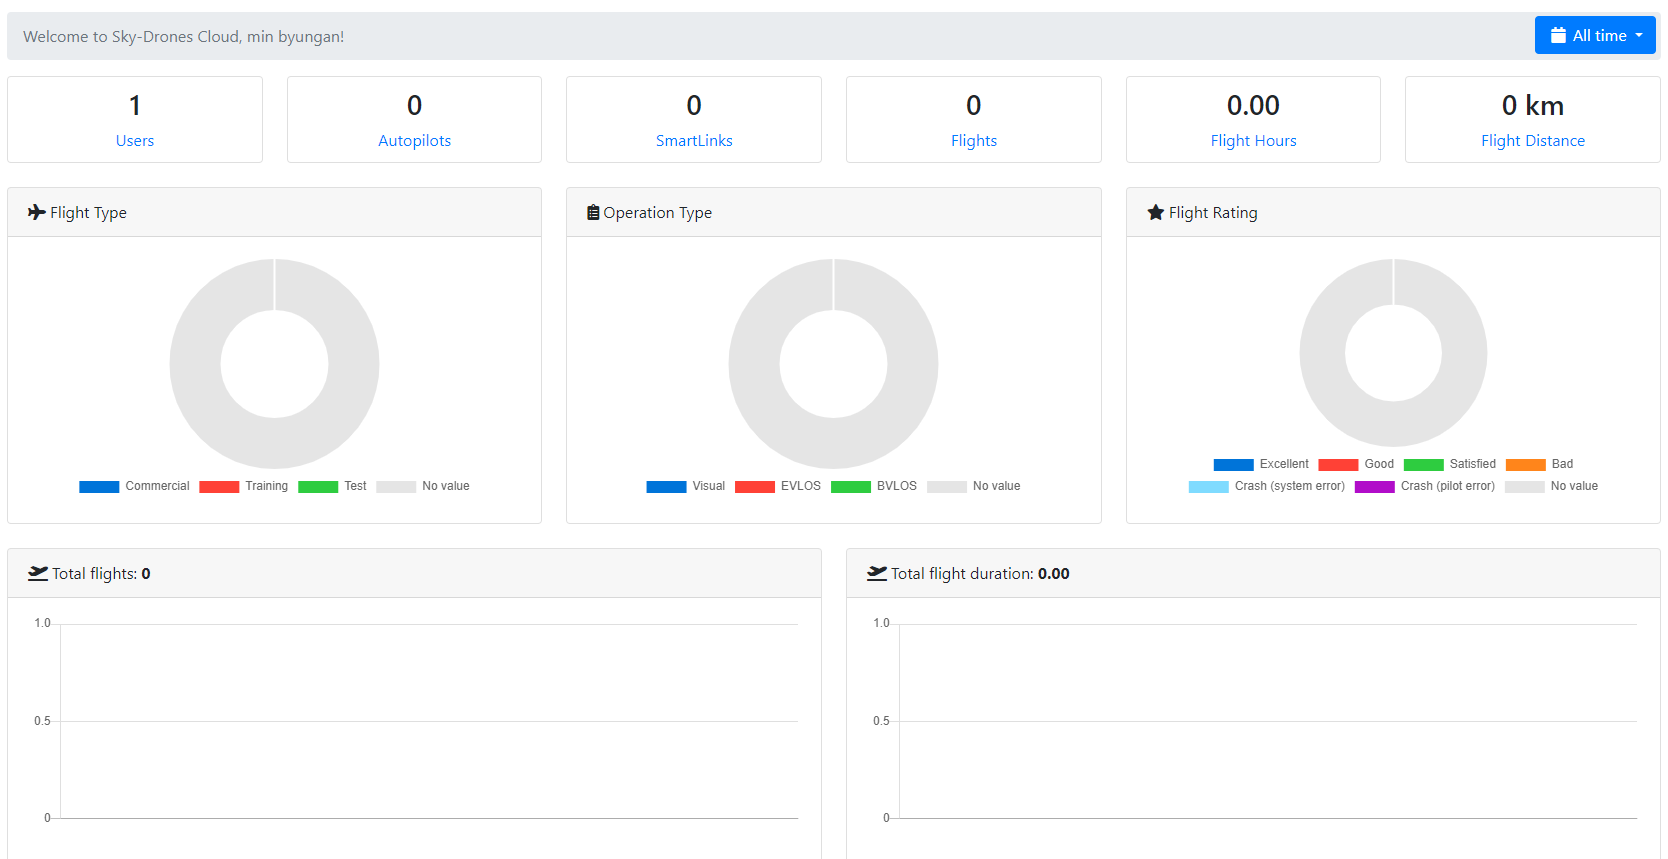 Welcome to Sky-Drones Cloud, min byungan!
All time
1
Users
0
Autopilots
0
SmartLinks
0
Flights
0.00
Flight Hours
0 km
Flight Distance
Flight Type
Commercial Training Test No value
Operation Type
Visual EVLOS BVLOS No value
Flight Rating
Excellent Good Satisfied Bad
Crash (system error) Crash (pilot error) No value
Total flights: 0
1.0
0.5
0
Total flight duration: 0.00
1.0
0.5
0